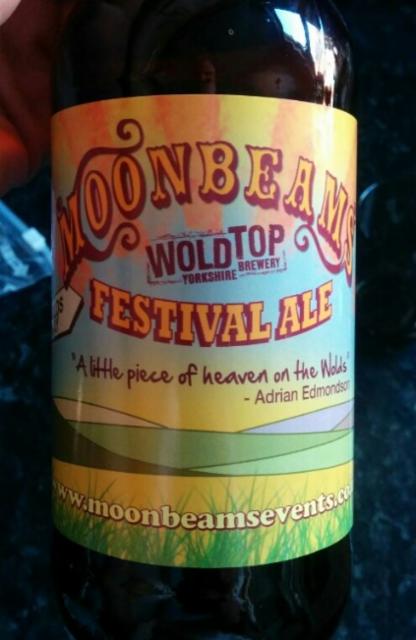 MOONBEAMS
WOLDTOP
YORKSHIRE BREWERY
FESTIVAL ALE
"A little piece of heaven on the Wolds"
- Adrian Edmondson
www.moonbeamsevents.co